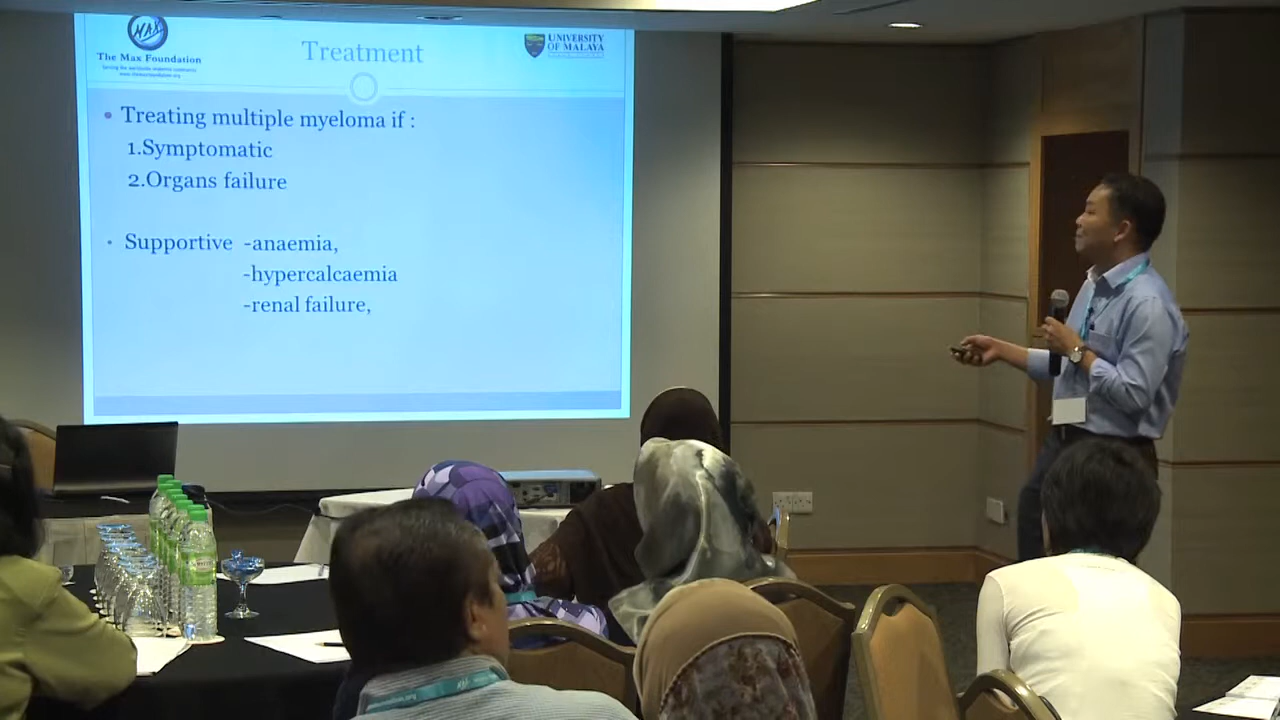 MAX
The Max Foundation
Treatment
UNIVERSITY
OF MALAYA
• Treating multiple myeloma if :
1.Symptomatic
2.Organs failure
• Supportive -anaemia,
-hypercalcaemia
-renal failure,